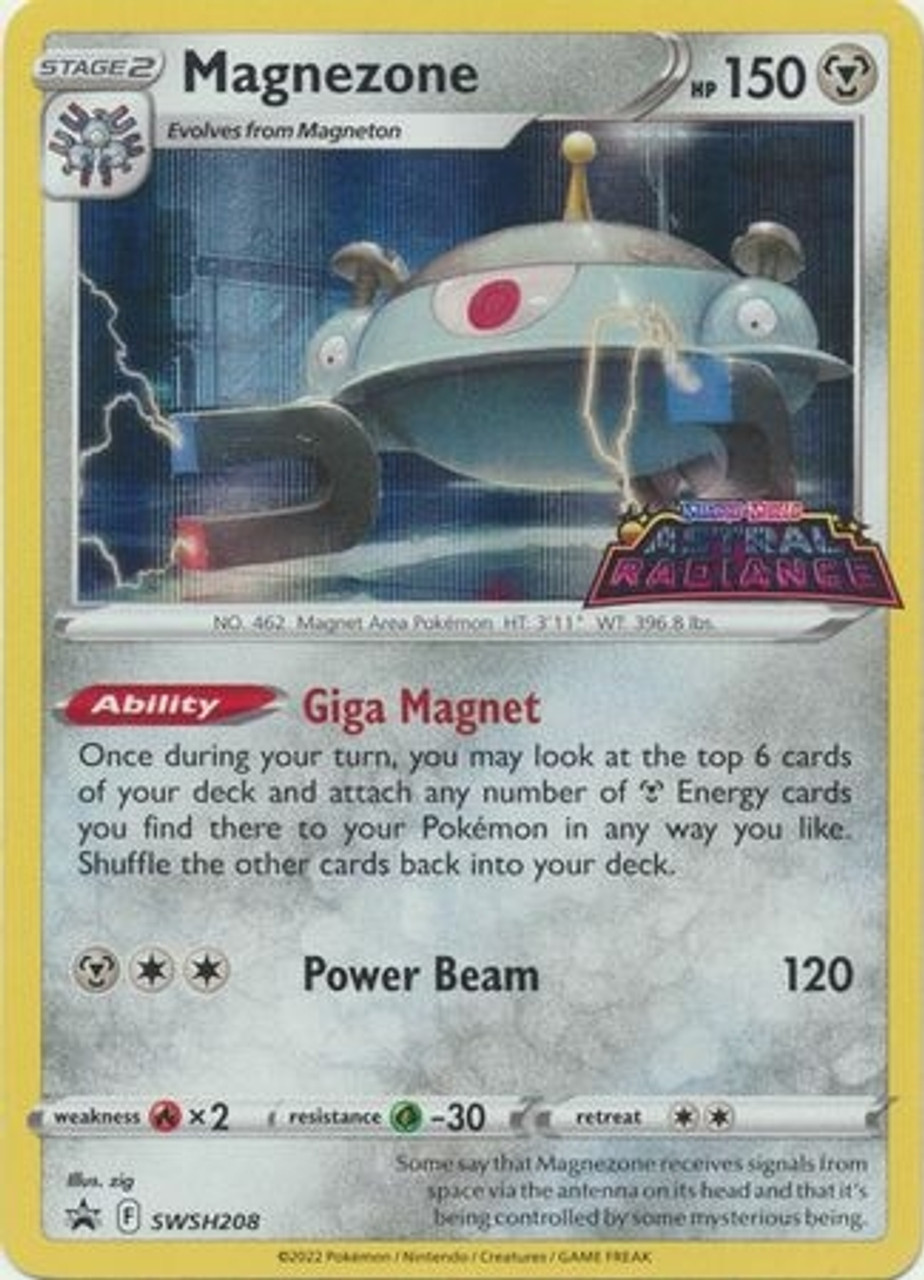 STAGE 2
Magnezone
HP 150
Evolves from Magneton
ASTRAL
RADIANCE
NO. 462 Magnet Area Pokémon HT: 3'11" WT: 396.8 lbs.
Ability Giga Magnet
Once during your turn, you may look at the top 6 cards
of your deck and attach any number of Energy cards
you find there to your Pokémon in any way you like.
Shuffle the other cards back into your deck.
Power Beam 120
weakness ×2 resistance -30 retreat
Illus. zig
Some say that Magnezone receives signals from
space via the antenna on its head and that it's
being controlled by some mysterious being.
F SWSH208
©2022 Pokémon / Nintendo / Creatures / GAME FREAK